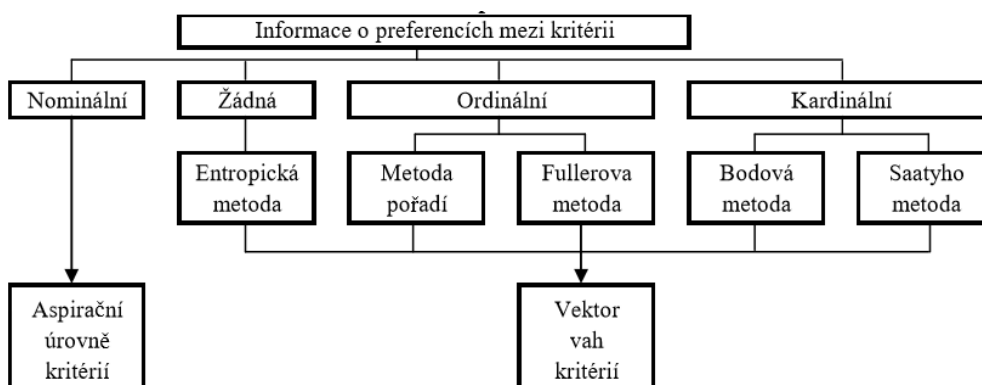 Informace o preferencích mezi kritérii
Nominální
Žádná
Ordinální
Kardinální
Entropická
metoda
Metoda
pořadí
Fullerova
metoda
Bodová
metoda
Saatyho
metoda
Aspirační
úrovně
kritérií
Vektor
vah
kritérií